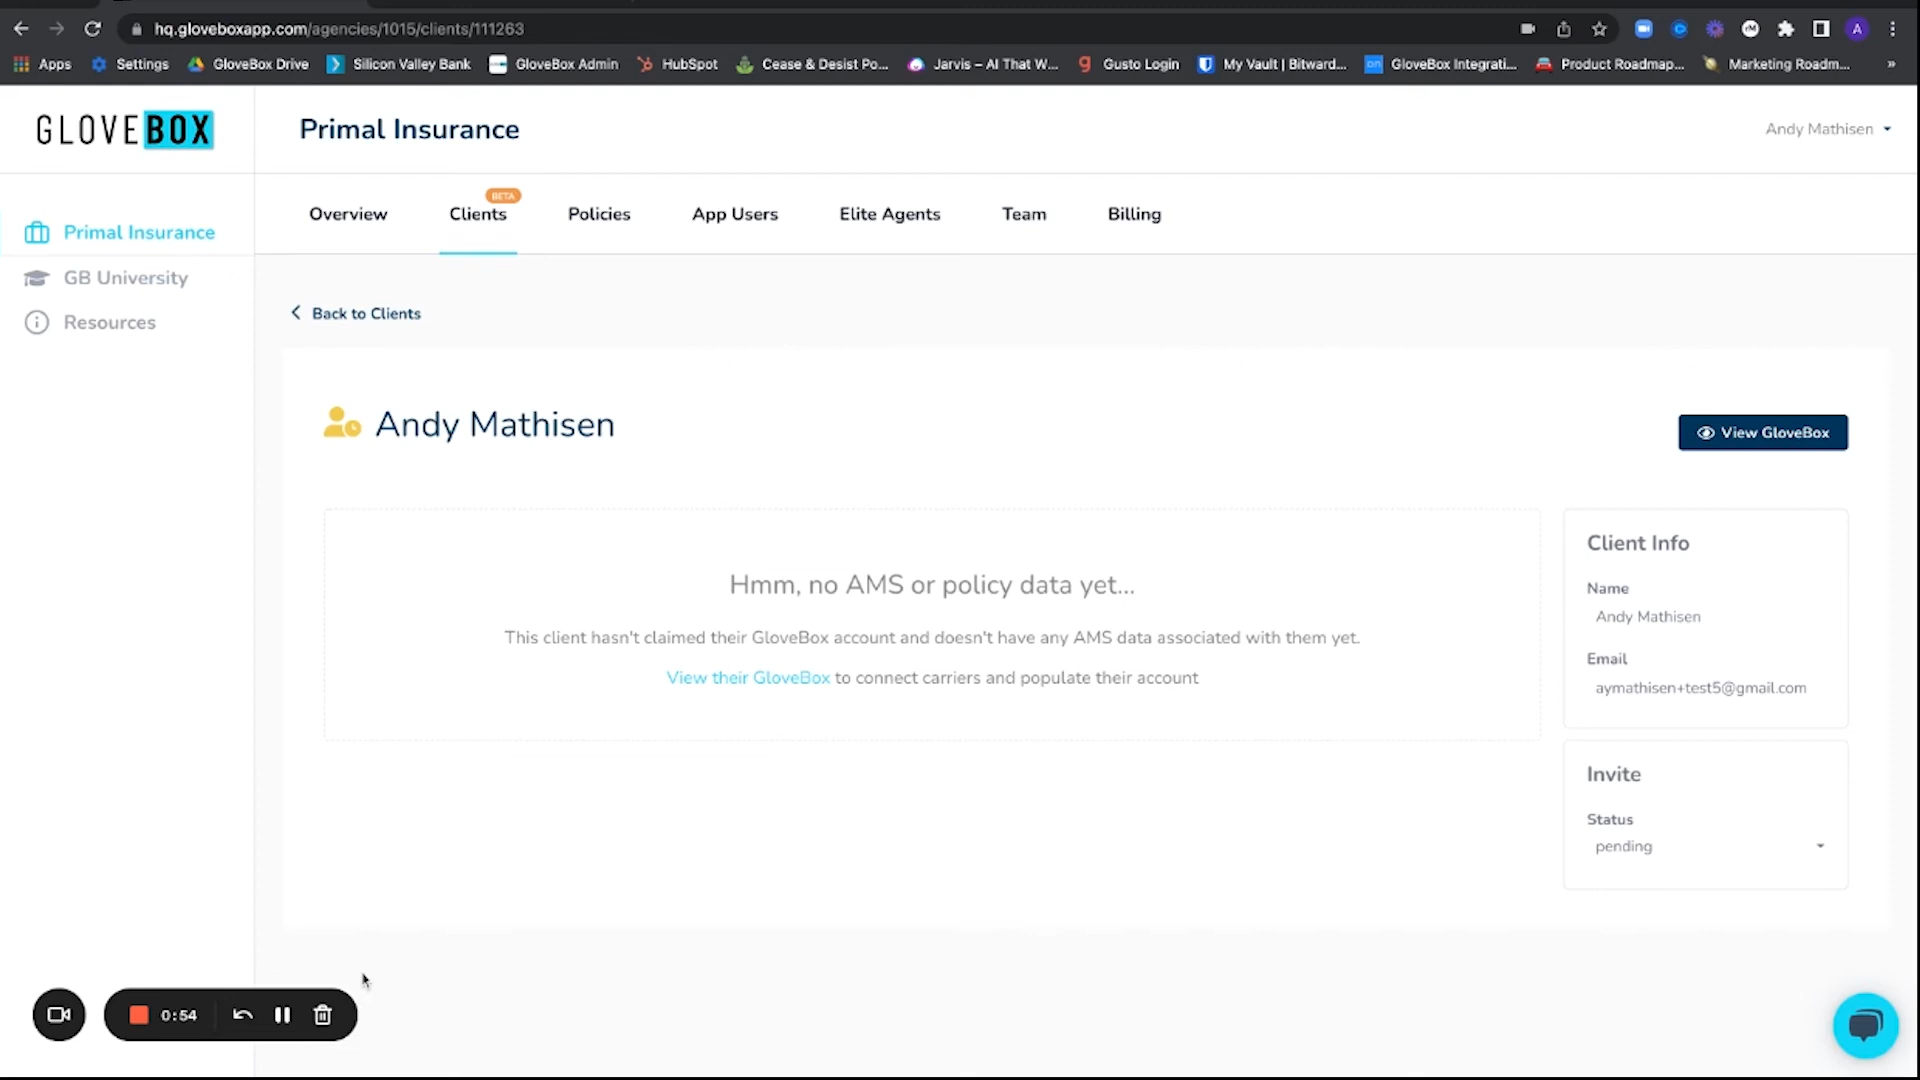 hq.gloveboxapp.com/agencies/1015/clients/111263
A
Apps Settings GloveBox Drive Silicon Valley Bank GloveBox Admin HubSpot Cease & Desist Po... Jarvis – AI That W... Gusto Login My Vault | Bitward... GloveBox Integrati... Product Roadmap... Marketing Roadm... »
GLOVEBOX
Primal Insurance
Andy Mathisen
BETA
Overview Clients Policies App Users Elite Agents Team Billing
Primal Insurance
GB University
Resources
Back to Clients
Andy Mathisen
View GloveBox
Hmm, no AMS or policy data yet...
This client hasn't claimed their GloveBox account and doesn't have any AMS data associated with them yet.
View their GloveBox to connect carriers and populate their account
Client Info
Name
Andy Mathisen
Email
aymathisen+test5@gmail.com
Invite
Status
pending
0:54